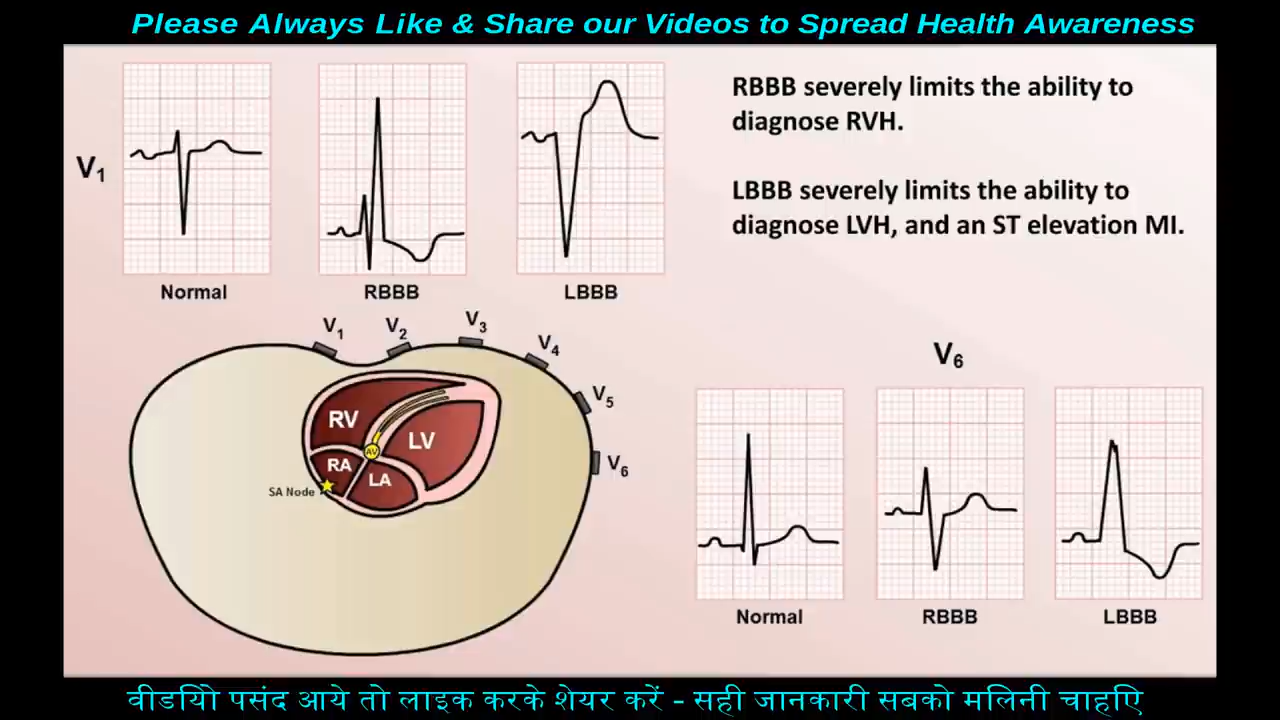 Please Always Like & Share our Videos to Spread Health Awareness
RBBB severely limits the ability to
diagnose RVH.
LBBB severely limits the ability to
diagnose LVH, and an ST elevation MI.
V1
Normal
RBBB
LBBB
V1
V2
V3
V4
V5
V6
RV
LV
AV
RA
LA
SA Node
V6
Normal
RBBB
LBBB
वीडयिो पसंद आये तो लाइक करके शेयर करें - सही जानकारी सबको मलिनी चाहएि